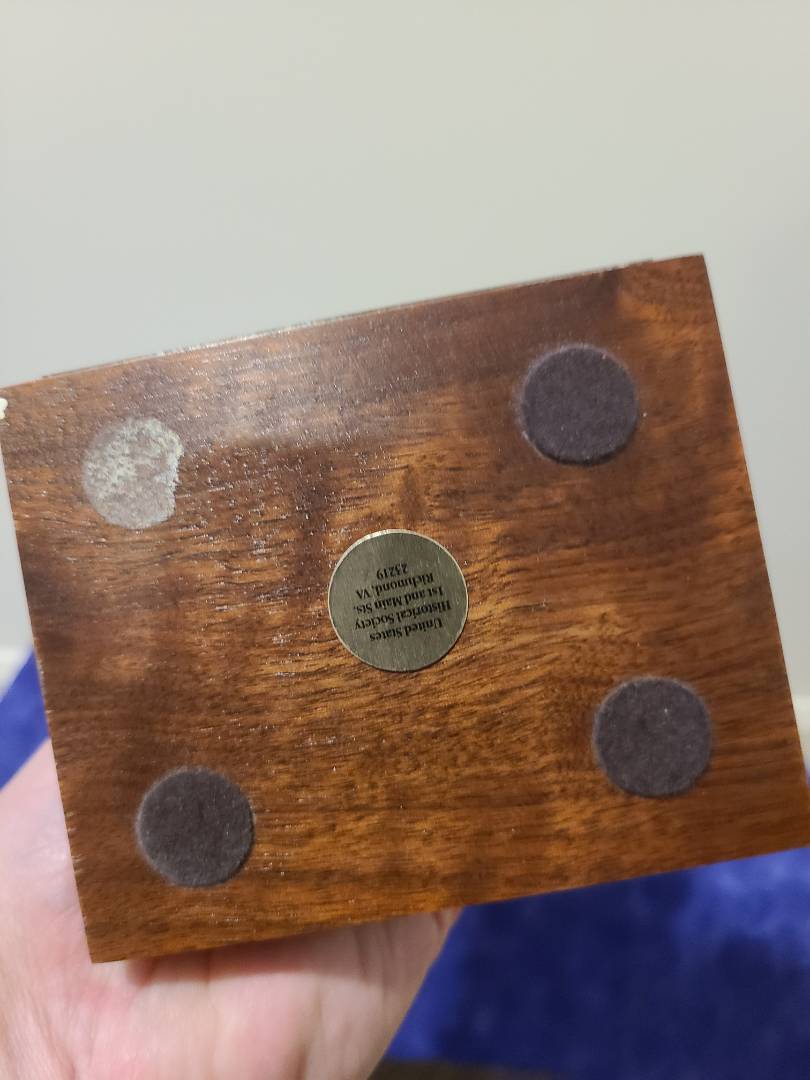 United States
Historical Society
1st and Main Sts.
Richmond, VA
23219